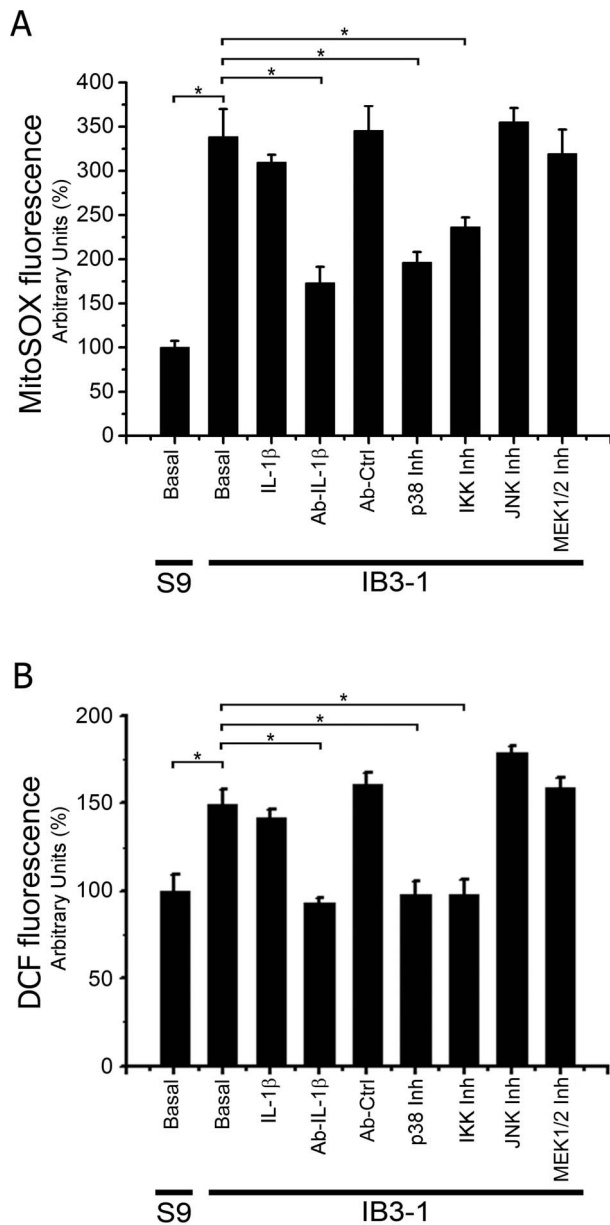 A
*
*
*
*
400
350
300
250
200
150
100
50
0
MitoSOX fluorescence
Arbitrary Units (%)
Basal
Basal
IL-1β
Ab-IL-1β
Ab-Ctrl
p38 Inh
IKK Inh
JNK Inh
MEK1/2 Inh
S9
IB3-1
B
*
*
*
*
200
150
100
50
0
DCF fluorescence
Arbitrary Units (%)
Basal
Basal
IL-1β
Ab-IL-1β
Ab-Ctrl
p38 Inh
IKK Inh
JNK Inh
MEK1/2 Inh
S9
IB3-1